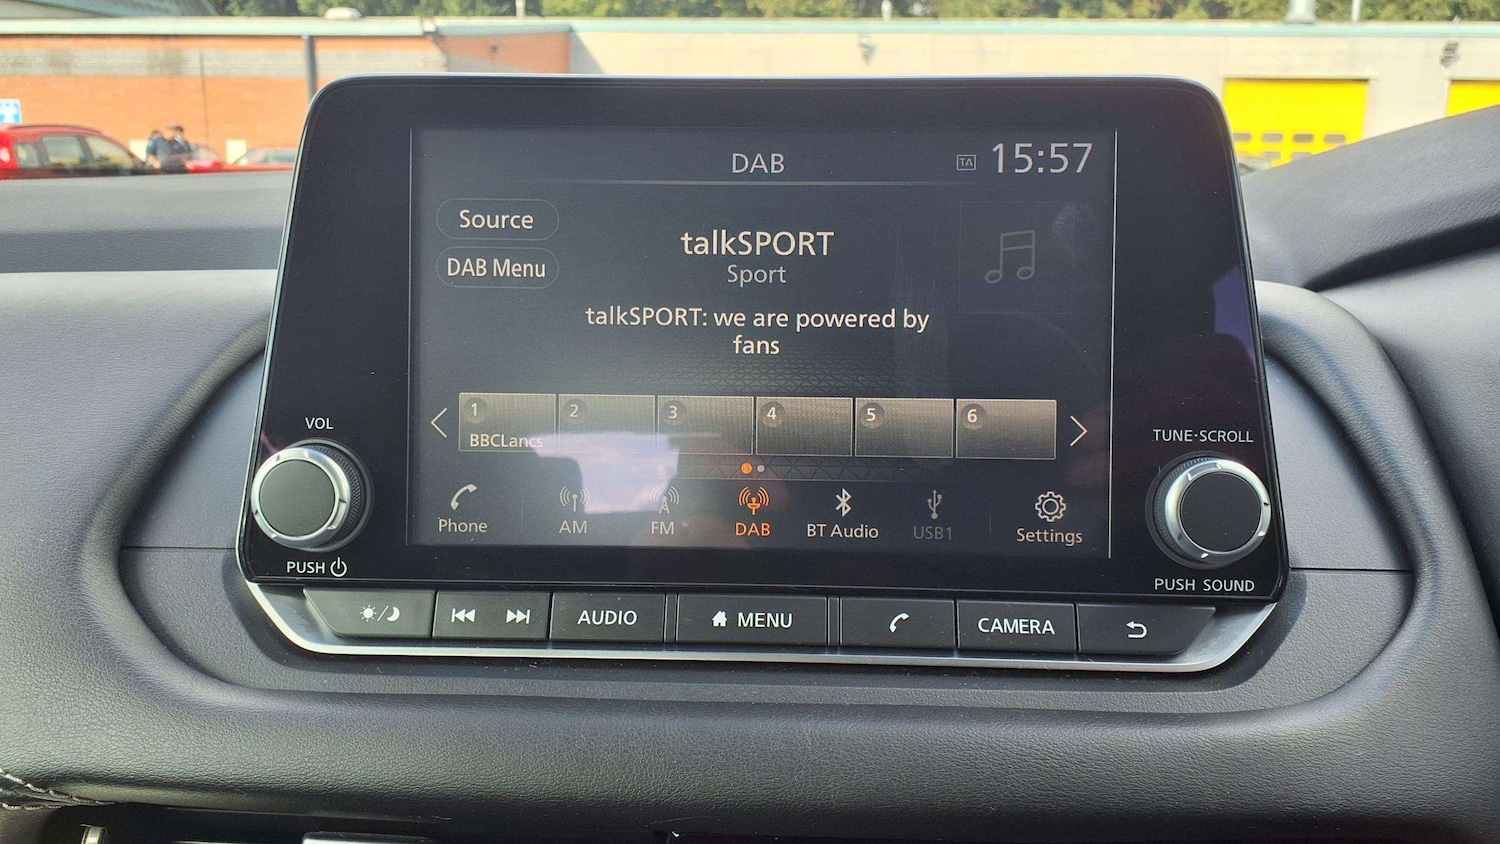 DAB
TA 15:57
Source
talkSPORT
Sport
DAB Menu
talkSPORT: we are powered by
fans
1 2 3 4 5 6
BBCLancs
VOL
TUNE·SCROLL
Phone
AM
FM
DAB
BT Audio
USB1
Settings
PUSH
PUSH SOUND
AUDIO
MENU
CAMERA